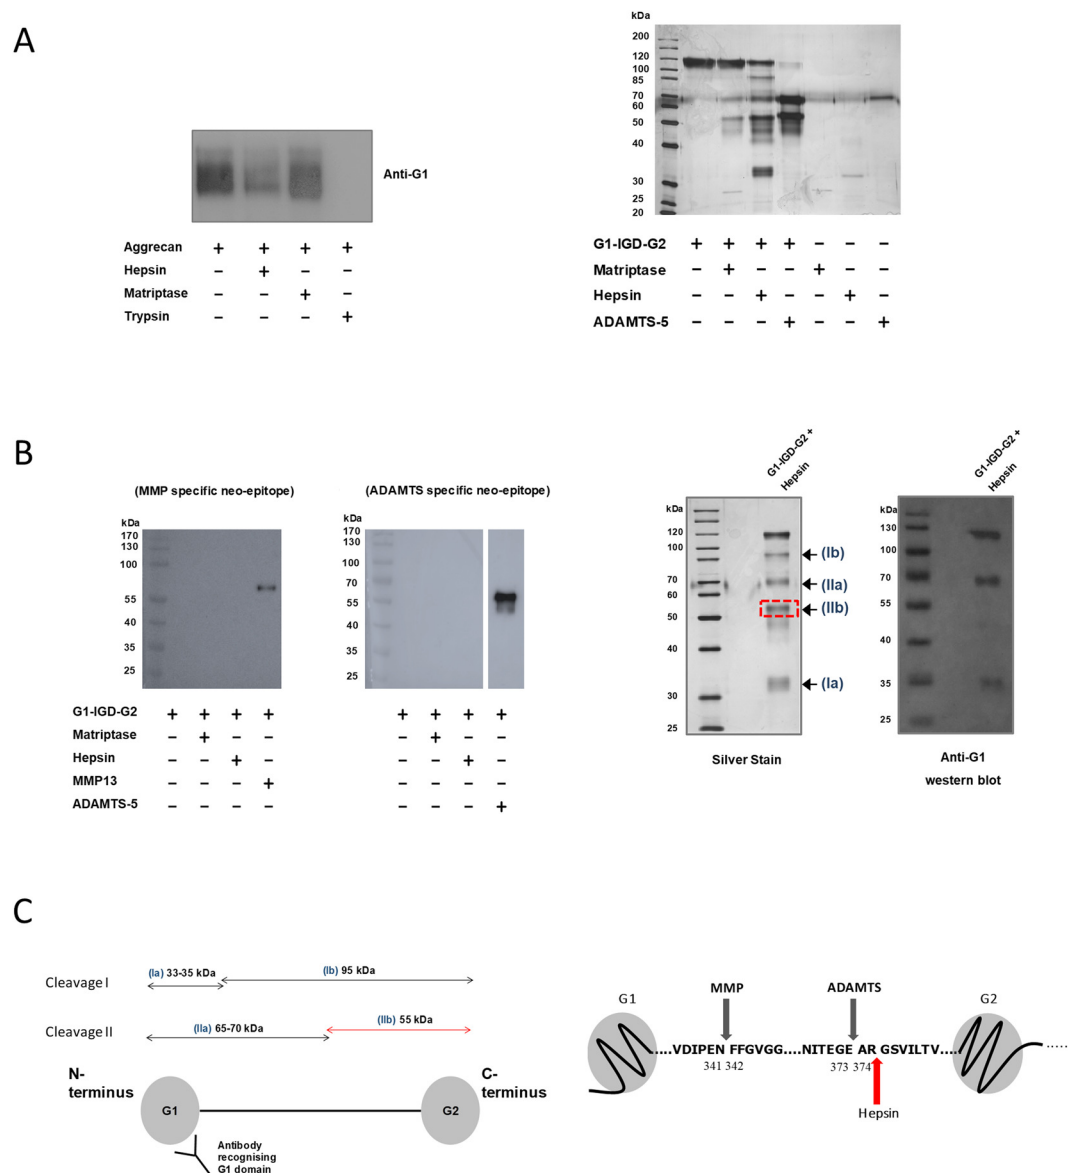 A
Anti-G1
Aggrecan + + + +
Hepsin – + – –
Matriptase – – + –
Trypsin – – – +
kDa
200
120
100
85
70
60
50
40
30
25
20
G1-IGD-G2 + + + + – – –
Matriptase – + – – + – –
Hepsin – – + – – + –
ADAMTS-5 – – – + – – +
B
(MMP specific neo-epitope)
kDa
170
130
100
55
40
35
25
(ADAMTS specific neo-epitope)
kDa
170
130
100
70
55
40
35
25
G1-IGD-G2 + + + + + + + +
Matriptase – + – – – + – –
Hepsin – – + – – – + –
MMP13 – – – + – – – –
ADAMTS-5 – – – – – – – +
G1-IGD-G2 +
Hepsin
kDa
120
100
70
60
50
40
30
25
(Ib)
(IIa)
(IIb)
(Ia)
Silver Stain
G1-IGD-G2 +
Hepsin
kDa
130
100
70
55
40
35
25
Anti-G1
western blot
C
Cleavage I
(Ia) 33-35 kDa
(Ib) 95 kDa
Cleavage II
(IIa) 65-70 kDa
(IIb) 55 kDa
N-
terminus
C-
terminus
G1
G2
Antibody
recognising
G1 domain
MMP
ADAMTS
G1
G2
.....VDIPEN FFGVGG....NITEGE AR GSVILTV.....
.....
341 342
373 374
Hepsin